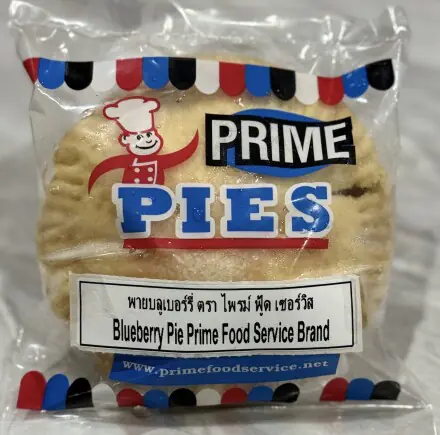 PRIME
PIES
พายบลูเบอร์รี่ ตรา ไพรม์ ฟู้ด เซอร์วิส
Blueberry Pie Prime Food Service Brand
www.primefoodservice.net